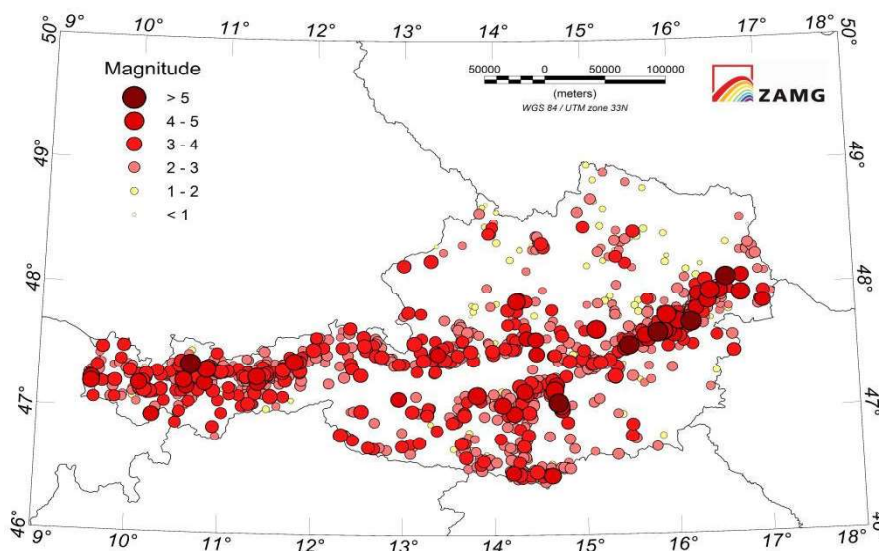 9° 10° 11° 12° 13° 14° 15° 16° 17° 18°
50° 50°
Magnitude
> 5
4 - 5
3 - 4
2 - 3
1 - 2
< 1
50000 0 50000 100000
(meters)
WGS 84 / UTM zone 33N
ZAMG
49° 49°
48° 48°
47° 47°
46° 46°
9° 10° 11° 12° 13° 14° 15° 16° 17° 18°